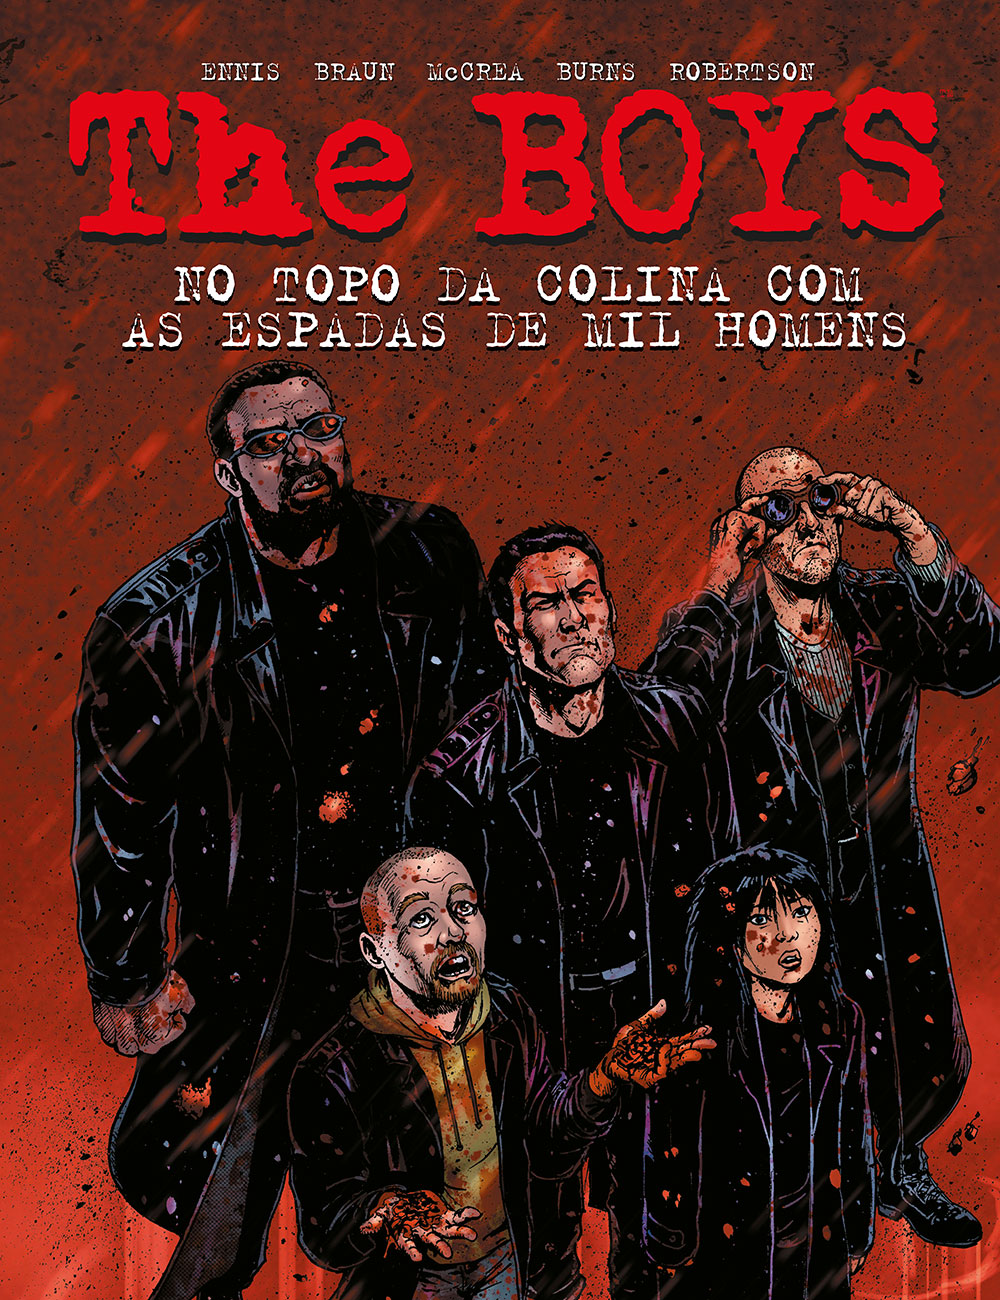 ENNIS BRAUN McCREA BURNS ROBERTSON
The BOYS
NO TOPO DA COLINA COM
AS ESPADAS DE MIL HOMENS